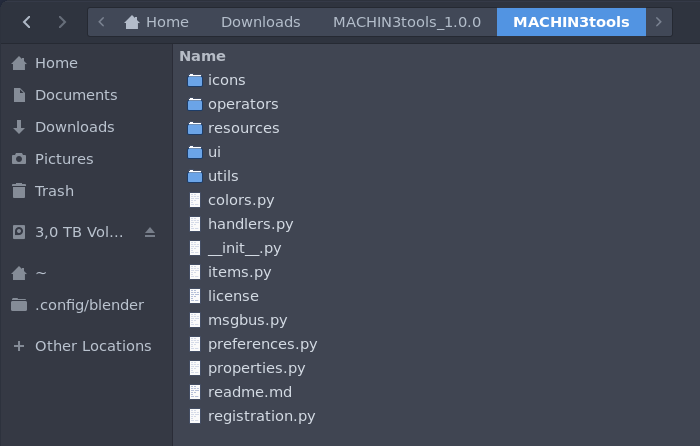 Home Downloads MACHIN3tools_1.0.0 MACHIN3tools
Home
Documents
Downloads
Pictures
Trash
3,0 TB Vol...
~
.config/blender
Other Locations
Name
icons
operators
resources
ui
utils
colors.py
handlers.py
__init__.py
items.py
license
msgbus.py
preferences.py
properties.py
readme.md
registration.py